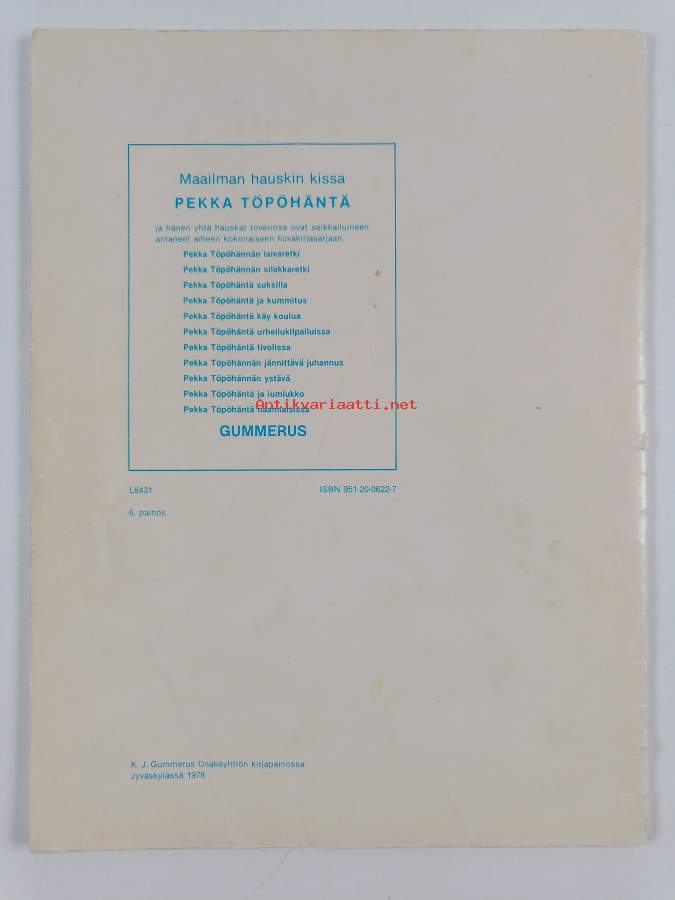 Maailman hauskin kissa
PEKKA TÖPÖHÄNTÄ
ja hänen yhtä hauskat toverinsa ovat seikkailuineen
antaneet aiheen kokonaiseen kuvakirjasarjaan.
Pekka Töpöhännän laivaretki
Pekka Töpöhännän silakkaretki
Pekka Töpöhäntä suksilla
Pekka Töpöhäntä ja kummitus
Pekka Töpöhäntä käy koulua
Pekka Töpöhäntä urheilukilpailuissa
Pekka Töpöhäntä tivolissa
Pekka Töpöhännän jännittävä juhannus
Pekka Töpöhännän ystävä
Pekka Töpöhäntä ja lumiukko
Antikvariaatti.net
Pekka Töpöhäntä naamiaisissa
GUMMERUS
L8431 ISBN 951-20-0622-7
6. painos
K. J. Gummerus Osakeyhtiön kirjapainossa
Jyväskylässä 1978